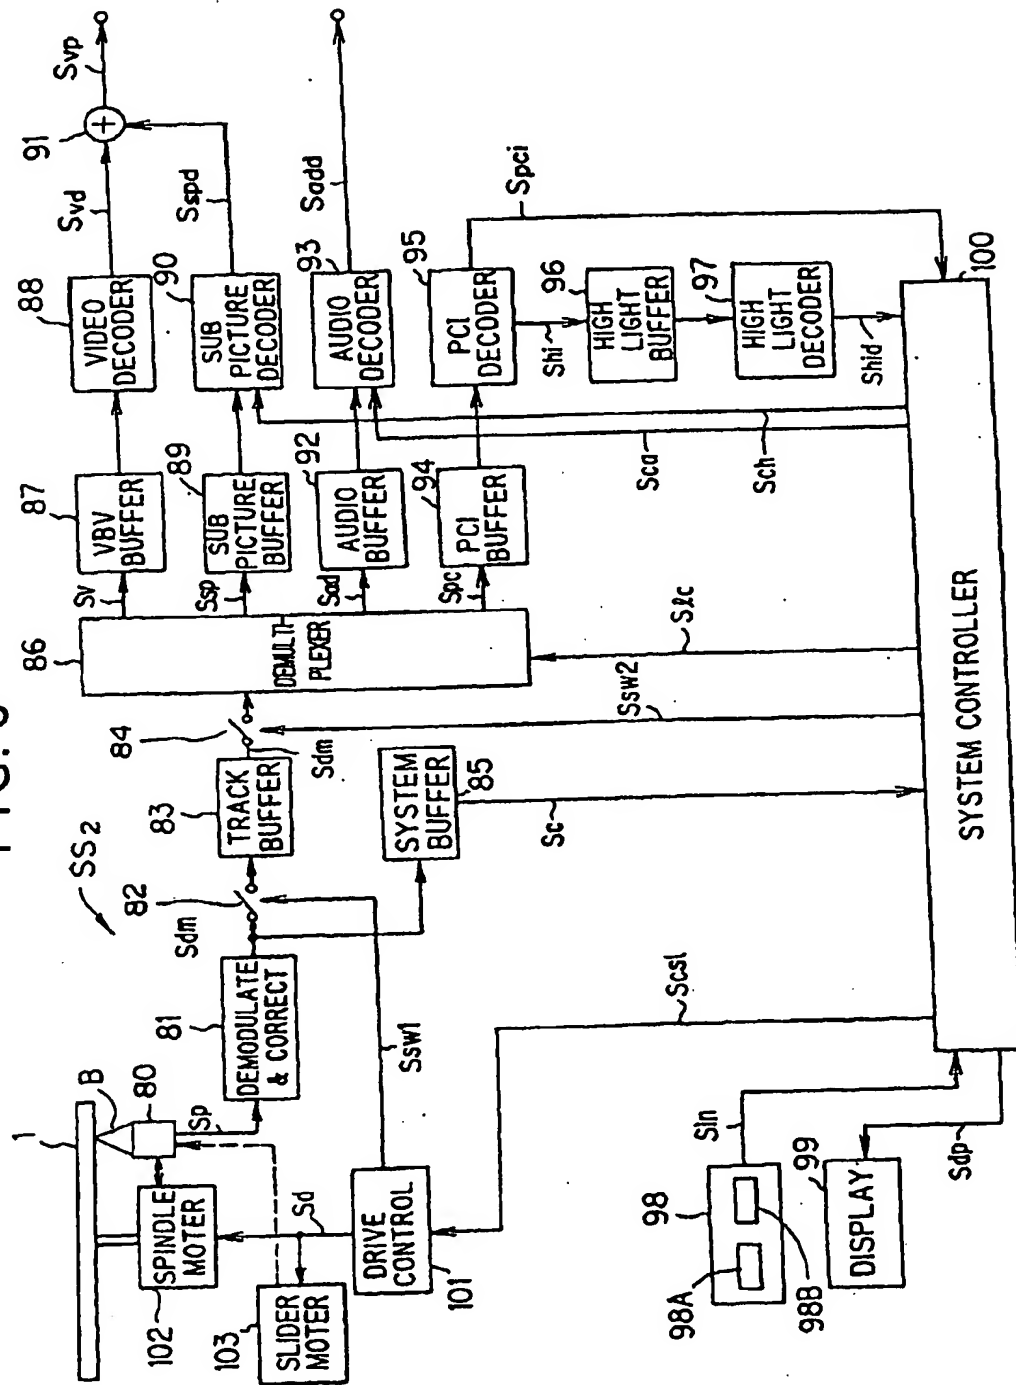 FIG.
SS2
1
B
80
Sp
SPINDLE
MOTER
102
SLIDER
MOTER
103
Sd
DRIVE
CONTROL
101
81
DEMODULATE
& CORRECT
Sdm
82
Ssw1
83
TRACK
BUFFER
84
Sdm
SYSTEM
BUFFER
85
Sc
86
DEMULTI-
PLEXER
Ssw2
Slc
Sv
Ssp
Sad
Spc
87
VBV
BUFFER
89
SUB
PICTURE
BUFFER
92
AUDIO
BUFFER
94
PCI
BUFFER
88
VIDEO
DECODER
90
SUB
PICTURE
DECODER
93
AUDIO
DECODER
95
PCI
DECODER
Svd
Sspd
91
+
Svp
Sadd
Spci
Shi
96
HIGH
LIGHT
BUFFER
97
HIGH
LIGHT
DECODER
Shid
Sca
Sch
100
SYSTEM CONTROLLER
Scsl
98
98A
98B
Sin
99
DISPLAY
Sdp